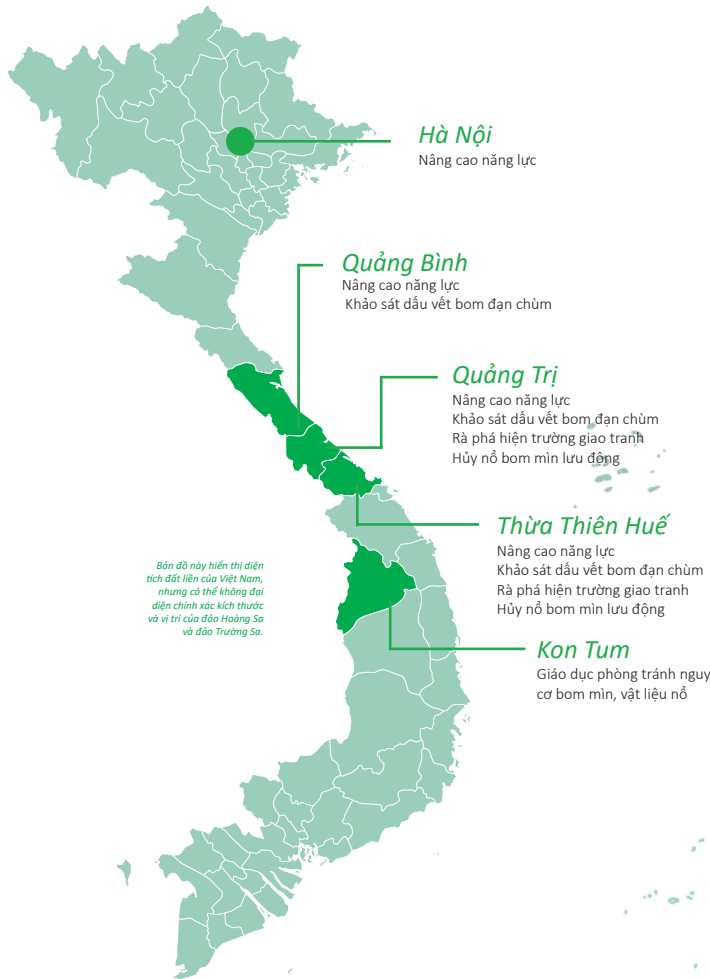 Hà Nội
Nâng cao năng lực
Quảng Bình
Nâng cao năng lực
Khảo sát dấu vết bom đạn chùm
Quảng Trị
Nâng cao năng lực
Khảo sát dấu vết bom đạn chùm
Rà phá hiện trường giao tranh
Hủy nổ bom mìn lưu động
Thừa Thiên Huế
Nâng cao năng lực
Khảo sát dấu vết bom đạn chùm
Rà phá hiện trường giao tranh
Hủy nổ bom mìn lưu động
Bản đồ này hiển thị diện
tích đất liền của Việt Nam,
nhưng có thể không đại
diện chính xác kích thước
và vị trí của đảo Hoàng Sa
và đảo Trường Sa.
Kon Tum
Giáo dục phòng tránh nguy
cơ bom mìn, vật liệu nổ